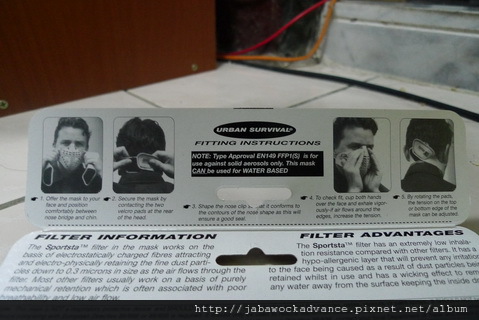 URBAN SURVIVAL
FITTING INSTRUCTIONS
NOTE: Type Approval EN149 FFP1(S) is for
use against solid aerosols only. This mask
CAN be used for WATER BASED
1. Offer the mask to your
face and position
comfortably between
nose bridge and chin.
2. Secure the mask by
contacting the two
velcro pads at the rear
of the head.
3. Shape the nose clip so that it conforms to
the contours of the nose shape as this will
ensure a good seal
4. To check fit, cup both hands
over the face and exhale vigor-
ously-if air flows around the
edges, increase the tension.
5. By rotating the pads,
the tension on the top
or bottom edge of the
mask can be adjusted.
FILTER INFORMATION
The Sportsta™ filter in the mask works on the
basis of electrostatically charged fibres attracting
and electro-physically retaining the fine dust parti-
cles down to 0.3 microns in size as the air flows through the
filter. Most other filters usually work on a basis of purely
mechanical retention which is often associated with poor
breathability and low air flow.
FILTER ADVANTAGES
The Sportsta™ filter has an extremely low inhala-
tion resistance compared with other filters. It has a
hypo-allergenic layer that will prevent any irritation
to the face being caused as a result of dust particles being
retained whilst in use and has a wicking effect to remove
any water away from the surface keeping the inside dry
http://jabawockadvance.pixnet.net/album